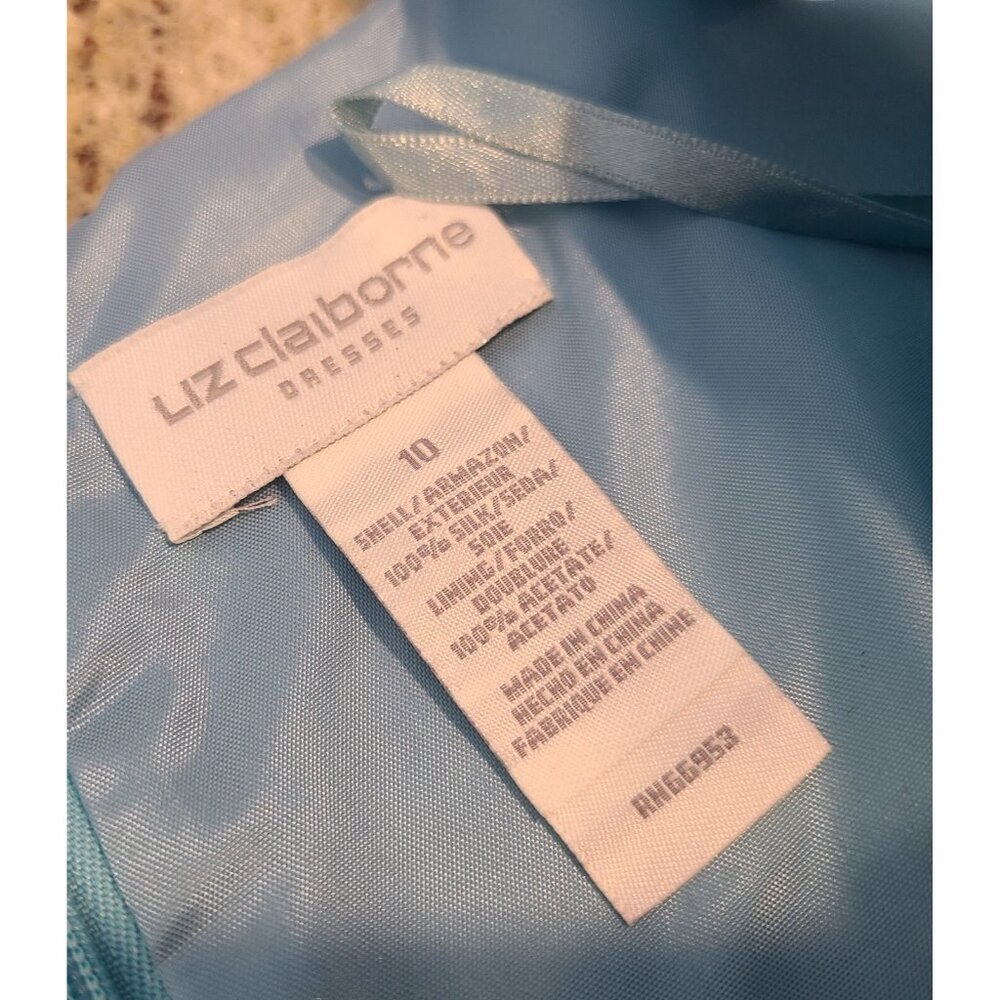 LIZ claiborne
DRESSES
10
SHELL/ARMAZON/
EXTERIEUR
100% SILK/SEDA/
SOIE
LINING/FORRO/
DOUBLURE
100% ACETATE/
ACETATO
MADE IN CHINA
HECHO EN CHINA
FABRIQUE EN CHINE
RN66953